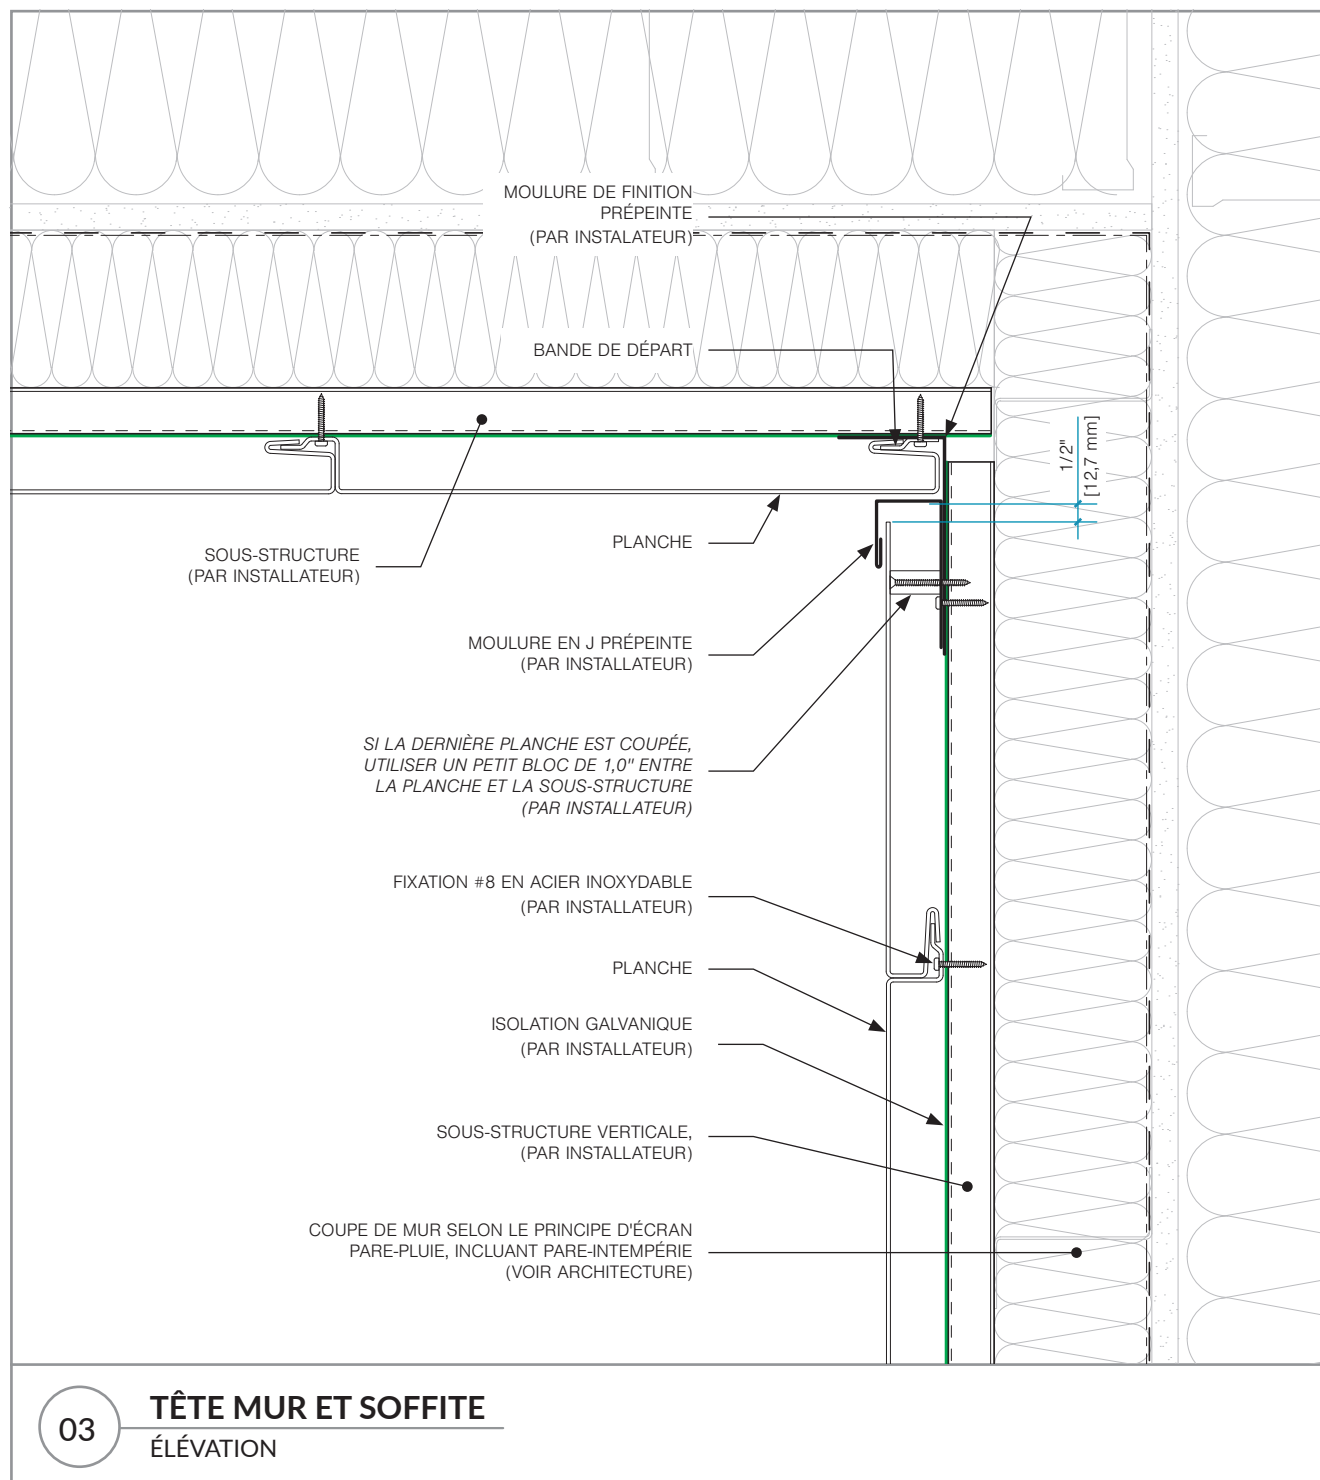 MOULURE DE FINITION
PRÉPEINTE
(PAR INSTALATEUR)
BANDE DE DÉPART
1/2"
[12,7 mm]
PLANCHE
SOUS-STRUCTURE
(PAR INSTALLATEUR)
MOULURE EN J PRÉPEINTE
(PAR INSTALLATEUR)
SI LA DERNIÈRE PLANCHE EST COUPÉE,
UTILISER UN PETIT BLOC DE 1,0" ENTRE
LA PLANCHE ET LA SOUS-STRUCTURE
(PAR INSTALLATEUR)
FIXATION #8 EN ACIER INOXYDABLE
(PAR INSTALLATEUR)
PLANCHE
ISOLATION GALVANIQUE
(PAR INSTALLATEUR)
SOUS-STRUCTURE VERTICALE,
(PAR INSTALLATEUR)
COUPE DE MUR SELON LE PRINCIPE D'ÉCRAN
PARE-PLUIE, INCLUANT PARE-INTEMPÉRIE
(VOIR ARCHITECTURE)
03
TÊTE MUR ET SOFFITE
ÉLÉVATION